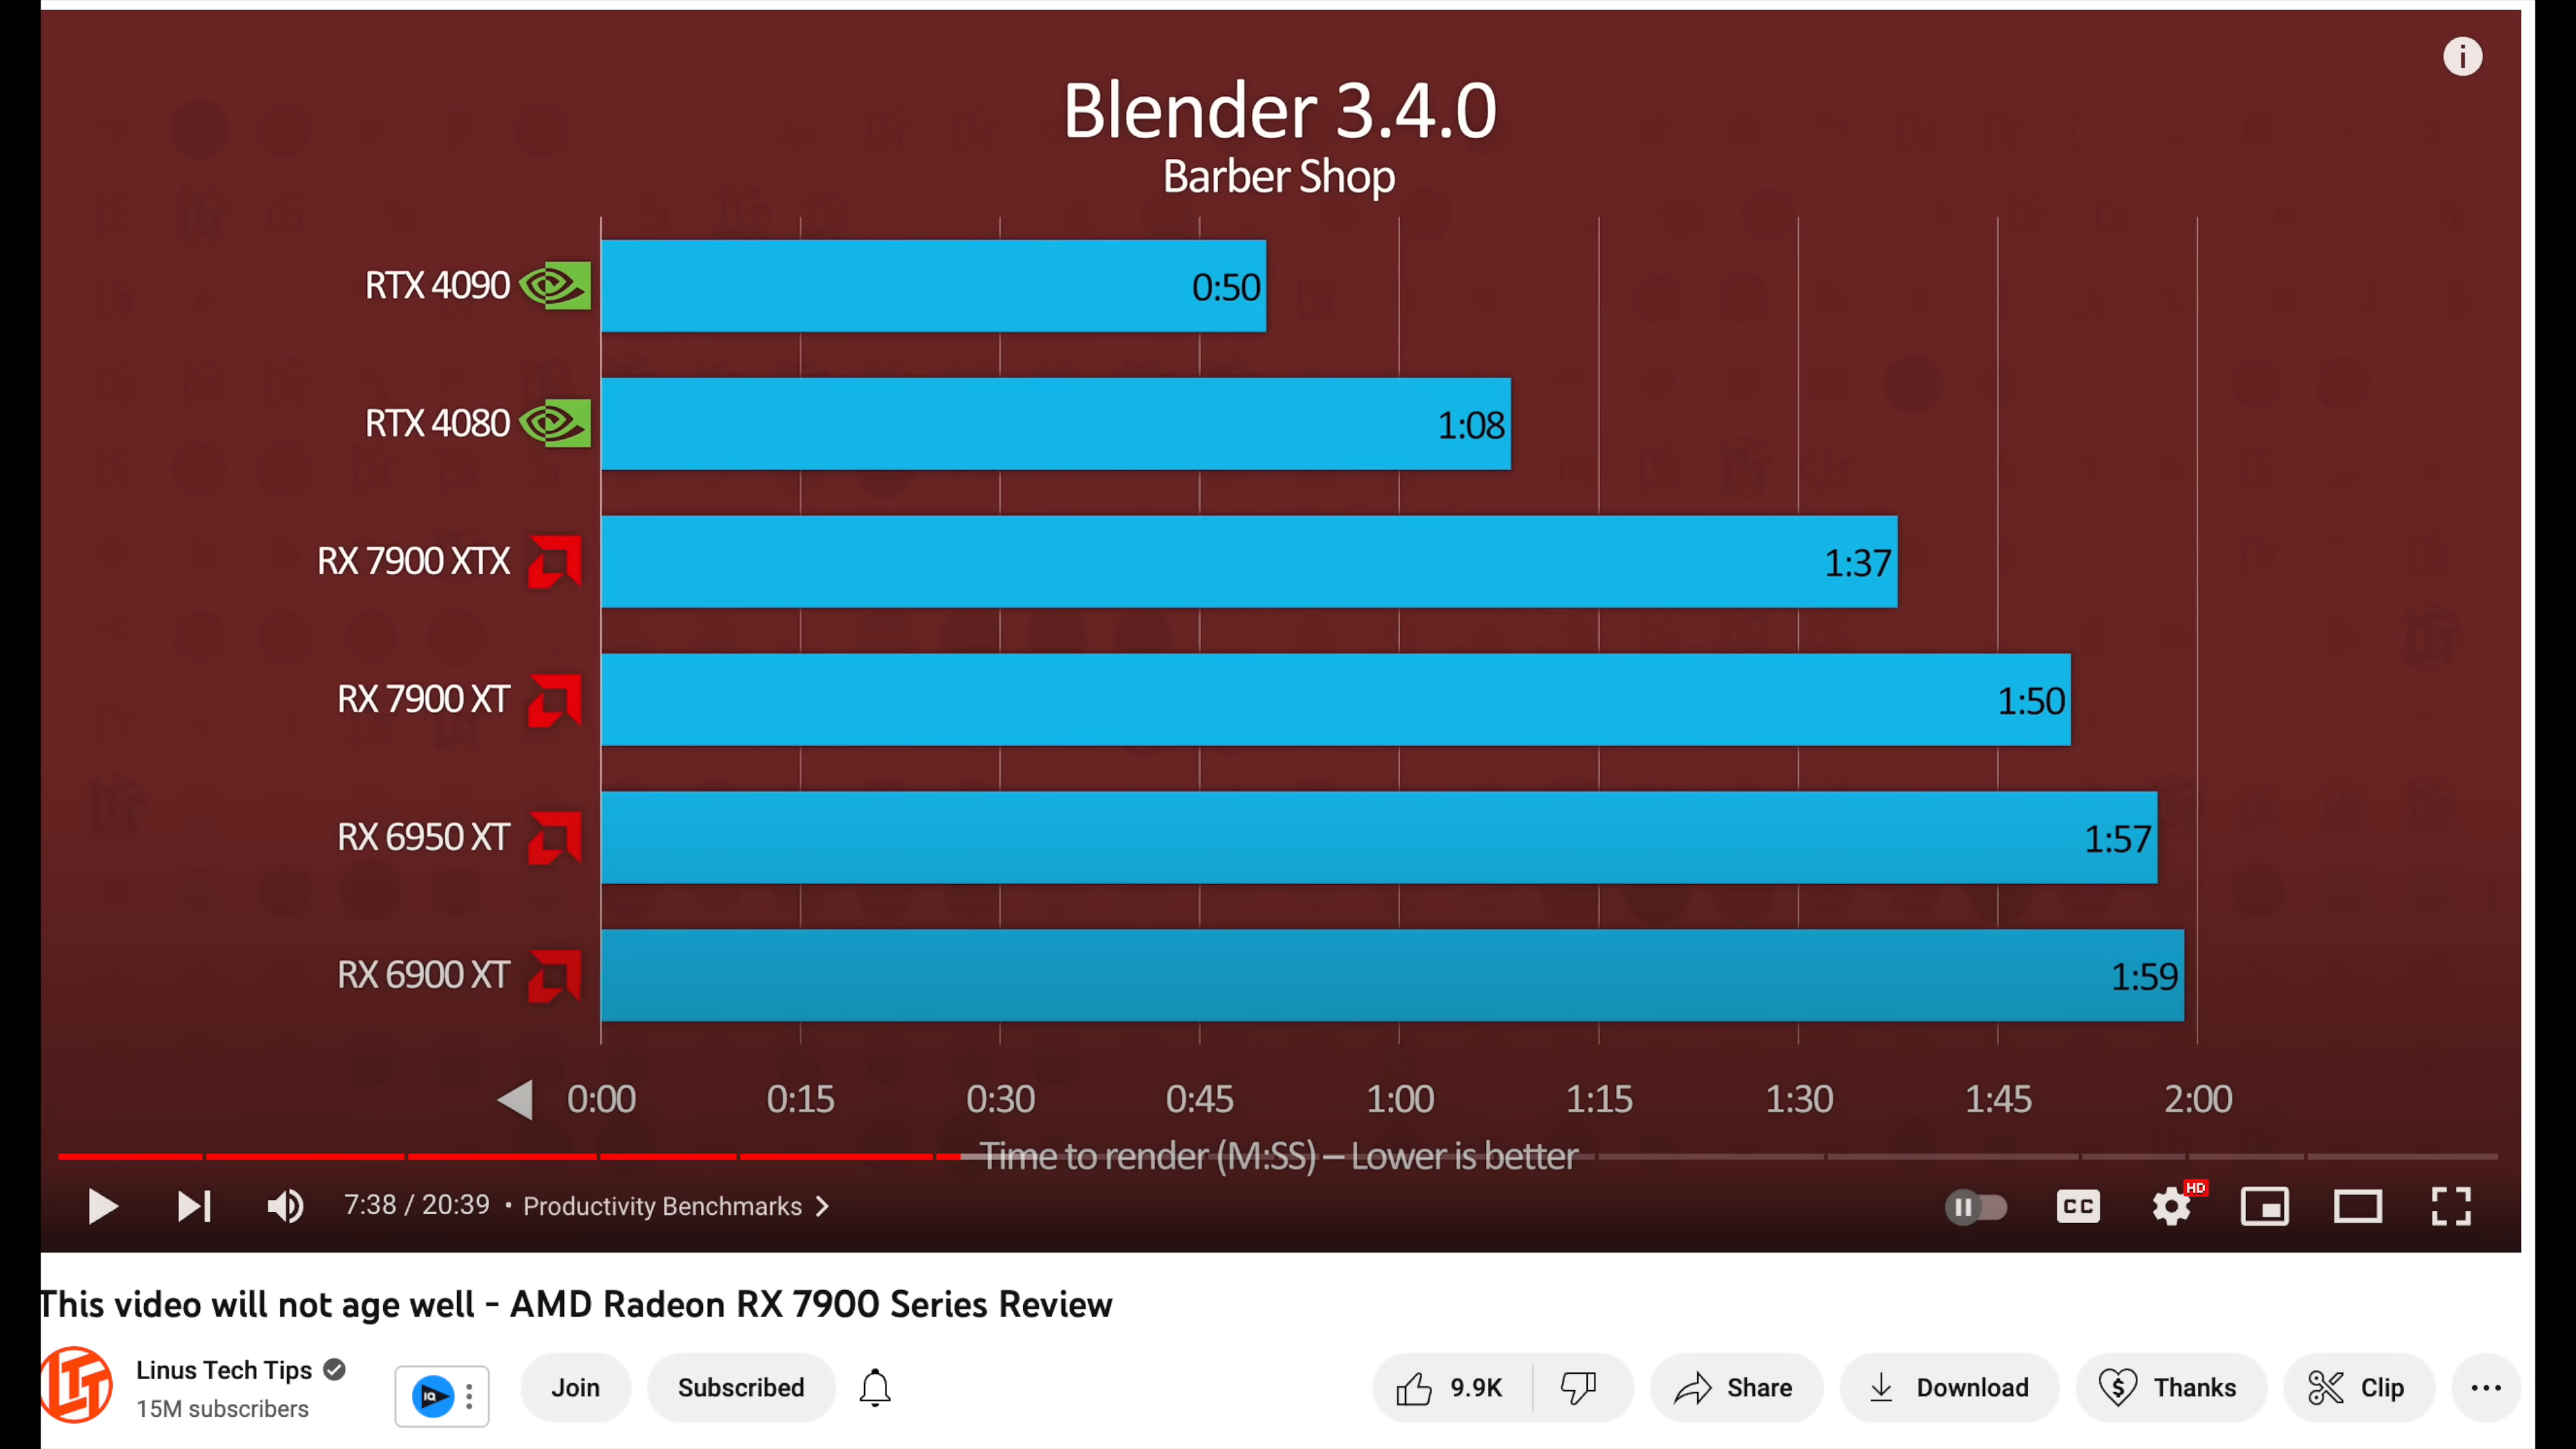 Blender 3.4.0
Barber Shop
RTX 4090 0:50
RTX 4080 1:08
RX 7900 XTX 1:37
RX 7900 XT 1:50
RX 6950 XT 1:57
RX 6900 XT 1:59
0:00 0:15 0:30 0:45 1:00 1:15 1:30 1:45 2:00
Time to render (M:SS) – Lower is better
7:38 / 20:39 • Productivity Benchmarks
CC
HD
This video will not age well - AMD Radeon RX 7900 Series Review
LTT
Linus Tech Tips
15M subscribers
IQ
Join
Subscribed
9.9K
Share
Download
Thanks
Clip